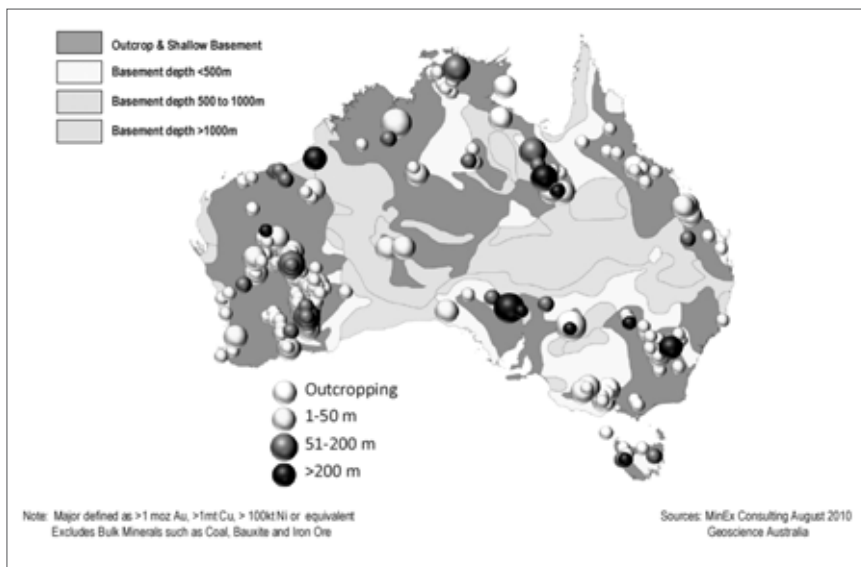 Outcrop & Shallow Basement
Basement depth <500m
Basement depth 500 to 1000m
Basement depth >1000m
Outcropping
1-50 m
51-200 m
>200 m
Note: Major defined as >1 moz Au, >1mt Cu, > 100kt Ni or equivalent
Excludes Bulk Minerals such as Coal, Bauxite and Iron Ore
Sources: MinEx Consulting August 2010
Geoscience Australia